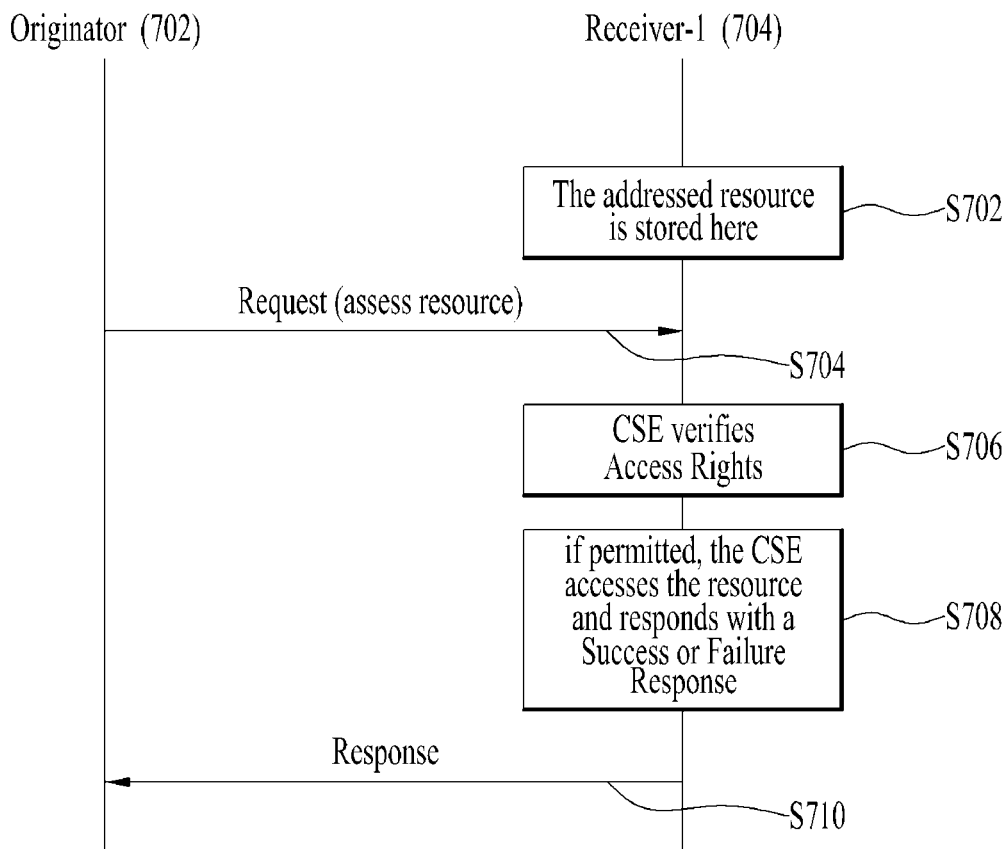 Originator (702)
Receiver-1 (704)
The addressed resource
is stored here
S702
Request (assess resource)
S704
CSE verifies
Access Rights
S706
if permitted, the CSE
accesses the resource
and responds with a
Success or Failure
Response
S708
Response
S710